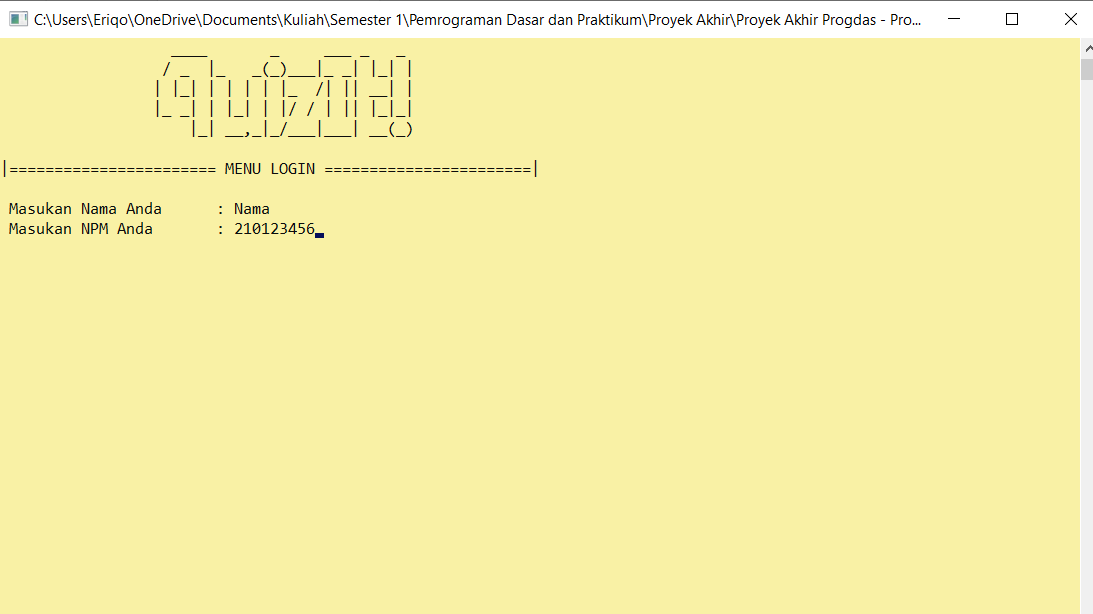 C:\Users\Eriqo\OneDrive\Documents\Kuliah\Semester 1\Pemrograman Dasar dan Praktikum\Proyek Akhir\Proyek Akhir Progdas - Pro...
|======================= MENU LOGIN =======================|
Masukan Nama Anda : Nama
Masukan NPM Anda : 210123456